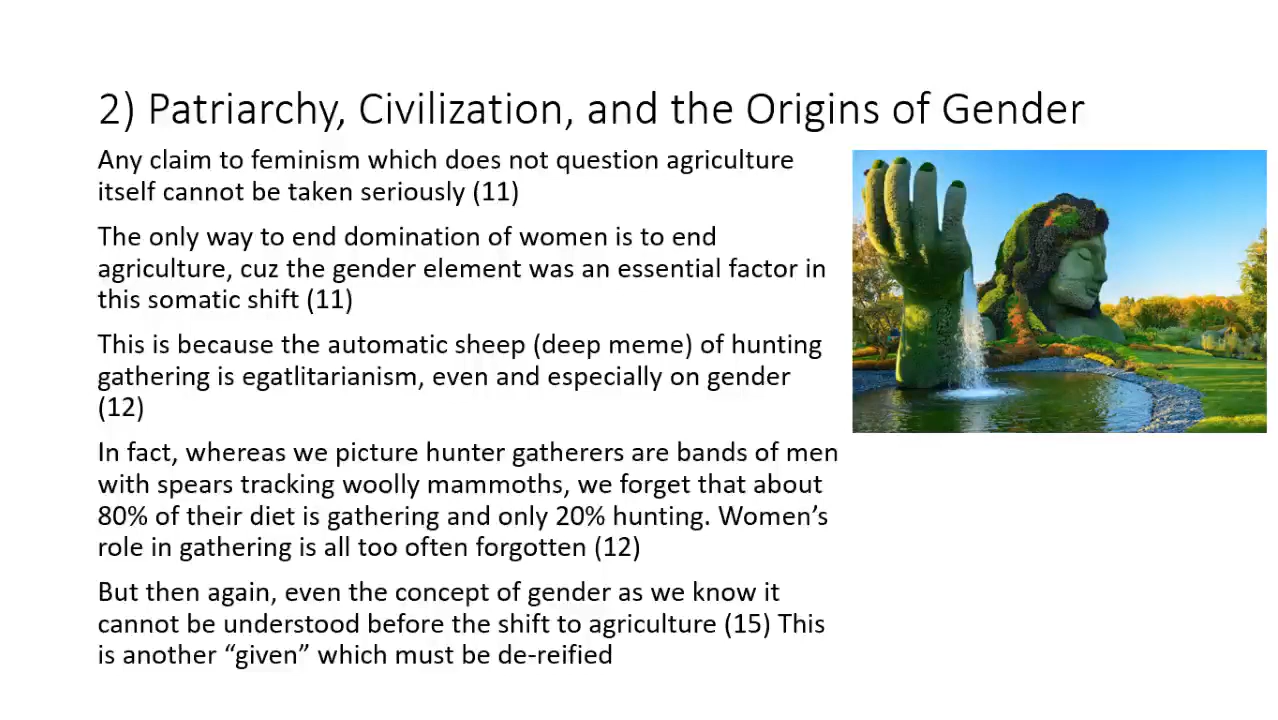 2) Patriarchy, Civilization, and the Origins of Gender
Any claim to feminism which does not question agriculture
itself cannot be taken seriously (11)
The only way to end domination of women is to end
agriculture, cuz the gender element was an essential factor in
this somatic shift (11)
This is because the automatic sheep (deep meme) of hunting
gathering is egatlitarianism, even and especially on gender
(12)
In fact, whereas we picture hunter gatherers are bands of men
with spears tracking woolly mammoths, we forget that about
80% of their diet is gathering and only 20% hunting. Women’s
role in gathering is all too often forgotten (12)
But then again, even the concept of gender as we know it
cannot be understood before the shift to agriculture (15) This
is another “given” which must be de-reified